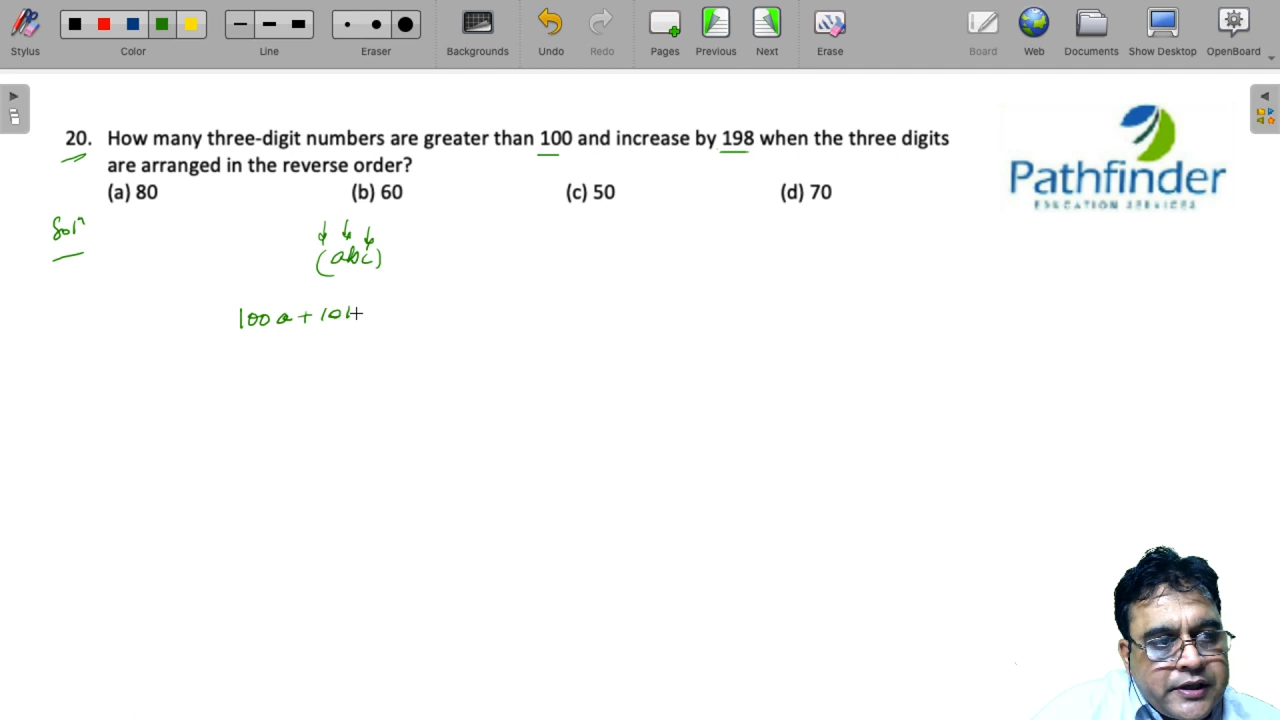 Stylus Color Line Eraser Backgrounds Undo Redo Pages Previous Next Erase Board Web Documents Show Desktop OpenBoard
20. How many three-digit numbers are greater than 100 and increase by 198 when the three digits
are arranged in the reverse order?
(a) 80 (b) 60 (c) 50 (d) 70
Pathfinder
EDUCATION SERVICES
Solⁿ
(abc)
100a + 10b